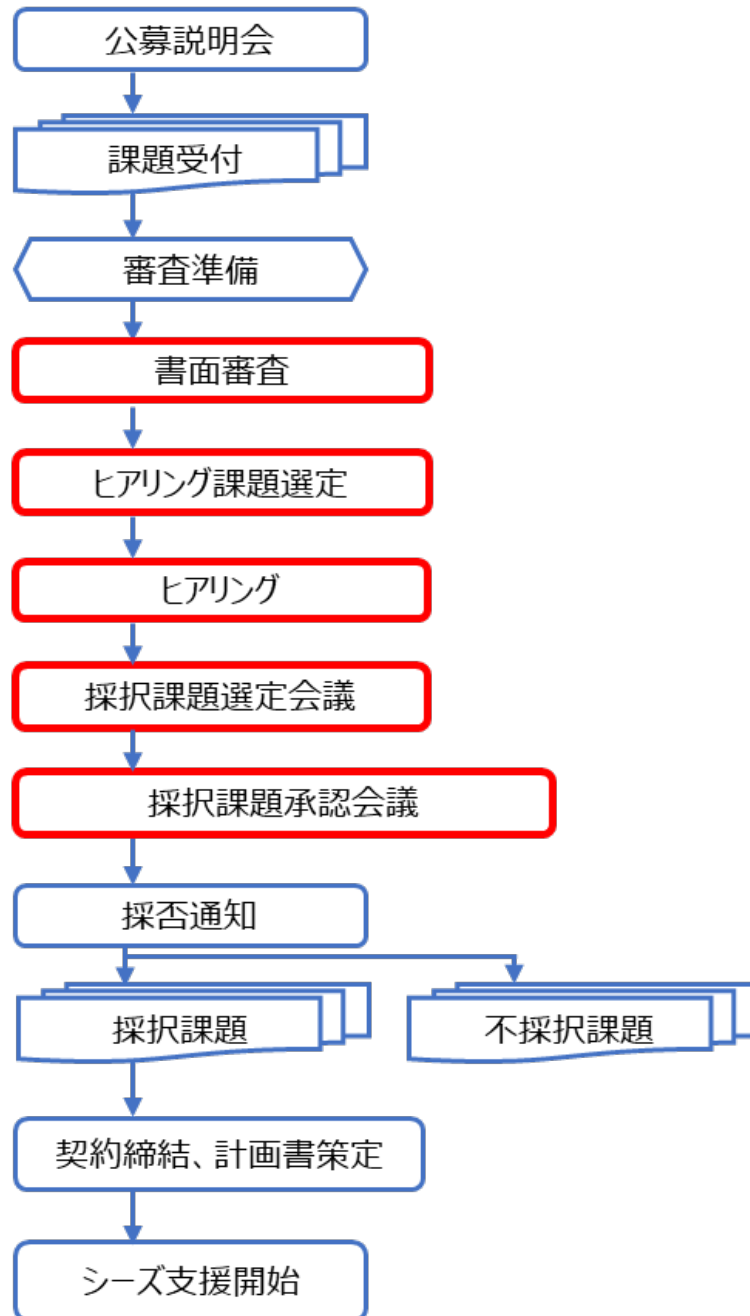 公募説明会
課題受付
審査準備
書面審査
ヒアリング課題選定
ヒアリング
採択課題選定会議
採択課題承認会議
採否通知
採択課題
不採択課題
契約締結、計画書策定
シーズ支援開始